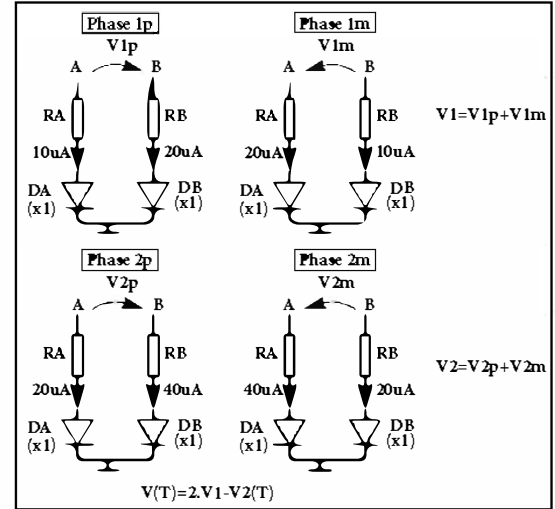 Phase 1p
Phase 1m
V1p
V1m
A
B
A
B
V1=V1p+V1m
RA
RB
RA
RB
10uA
20uA
20uA
10uA
DA
(x1)
DB
(x1)
DA
(x1)
DB
(x1)
Phase 2p
Phase 2m
V2p
V2m
A
B
A
B
RA
RB
RA
RB
V2=V2p+V2m
20uA
40uA
40uA
20uA
DA
(x1)
DB
(x1)
DA
(x1)
DB
(x1)
V(T)=2.V1-V2(T)